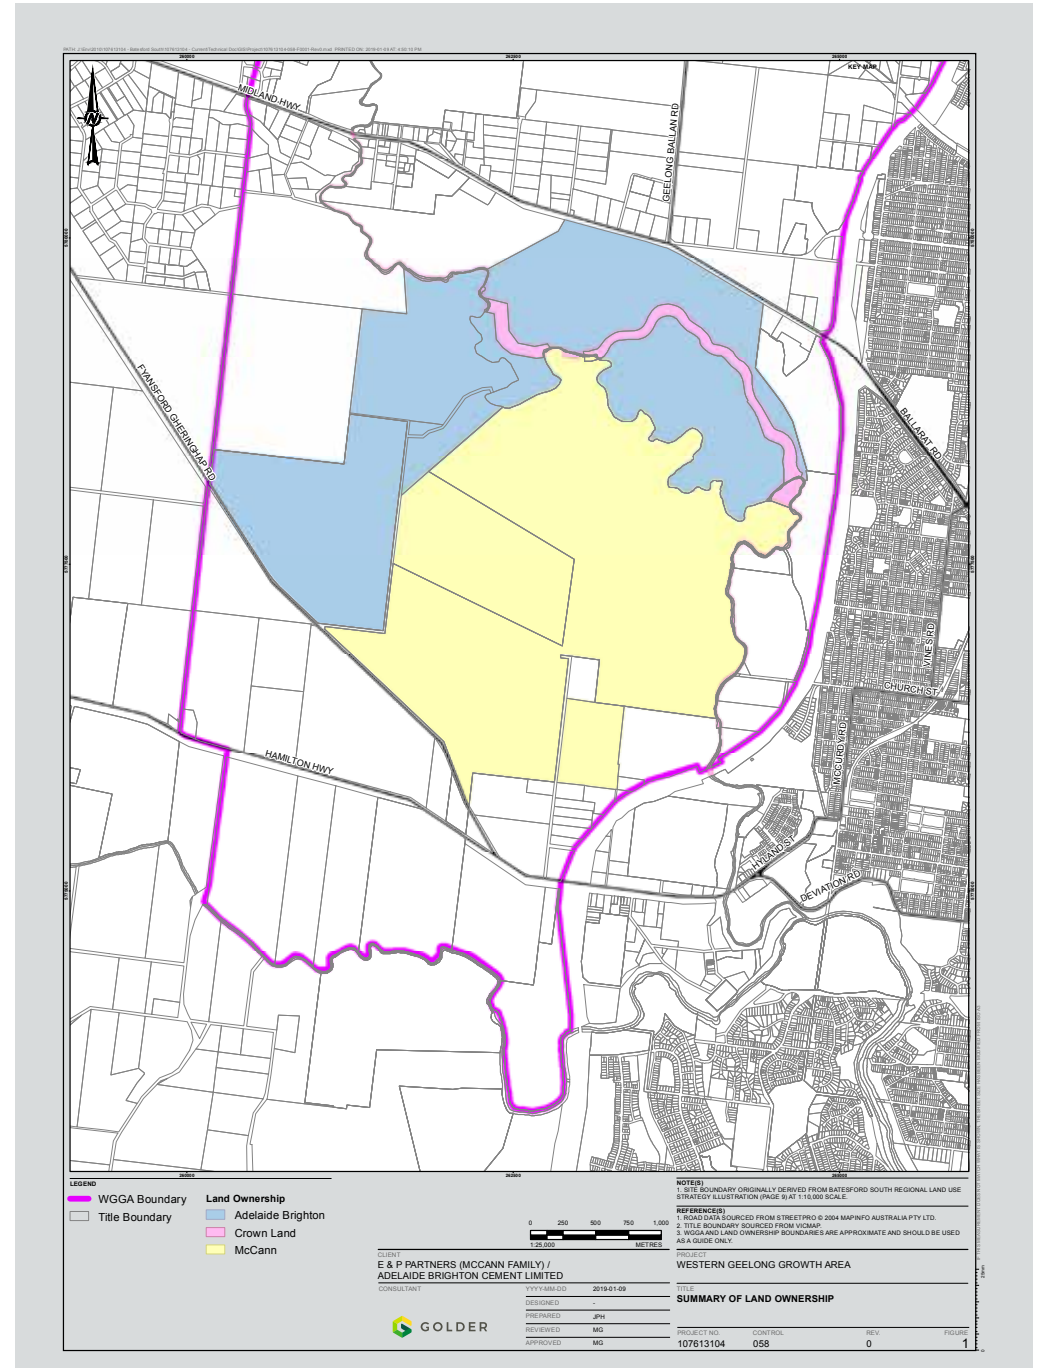 KEY MAP
MIDLAND HWY
GEELONG BALLAN RD
FYANSFORD GHERINGHAP RD
BALLARAT RD
VINES RD
CHURCH ST
MCCURDY RD
HAMILTON HWY
HYLAND ST
DEVIATION RD
N
LEGEND
WGGA Boundary
Title Boundary
Land Ownership
Adelaide Brighton
Crown Land
McCann
0 250 500 750 1,000
1:25,000 METRES
NOTE(S)
1. SITE BOUNDARY ORIGINALLY DERIVED FROM BATESFORD SOUTH REGIONAL LAND USE
STRATEGY ILLUSTRATION (PAGE 9) AT 1:10,000 SCALE.
REFERENCE(S)
1. ROAD DATA SOURCED FROM STREETPRO © 2004 MAPINFO AUSTRALIA PTY LTD.
2. TITLE BOUNDARY SOURCED FROM VICMAP.
3. WGGA AND LAND OWNERSHIP BOUNDARIES ARE APPROXIMATE AND SHOULD BE USED
AS A GUIDE ONLY.
CLIENT
E & P PARTNERS (MCCANN FAMILY) /
ADELAIDE BRIGHTON CEMENT LIMITED
CONSULTANT
GOLDER
YYYY-MM-DD 2019-01-09
DESIGNED -
PREPARED JPH
REVIEWED MG
APPROVED MG
PROJECT
WESTERN GEELONG GROWTH AREA
TITLE
SUMMARY OF LAND OWNERSHIP
PROJECT NO. CONTROL REV. FIGURE
107613104 058 0 1
25mm
0